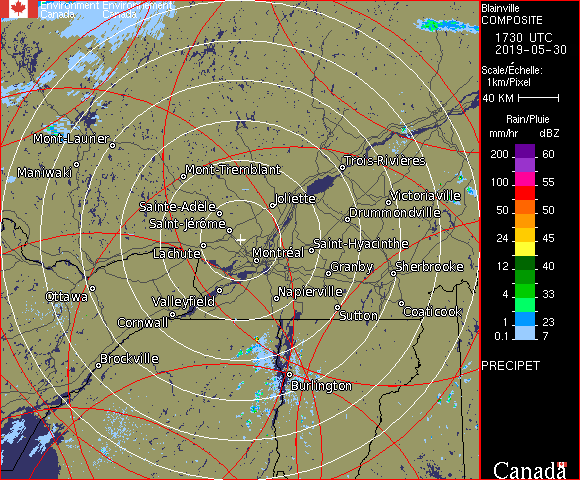 Environment Environnement
Canada Canada
Mont-Laurier
Maniwaki
Mont-Tremblant
Trois-Rivières
Joliette
Victoriaville
Sainte-Adèle
Drummondville
Saint-Jérôme
Saint-Hyacinthe
Lachute
Montréal
Granby
Sherbrooke
Ottawa
Valleyfield
Napierville
Coaticook
Cornwall
Sutton
Brockville
Burlington
Blainville
COMPOSITE
1730 UTC
2019-05-30
Scale/Échelle:
1km/Pixel
40 KM
Rain/Pluie
mm/hr dBZ
200 60
100 55
50 50
24 45
12 40
4 33
1 23
0.1 7
PRECIPET
Canada